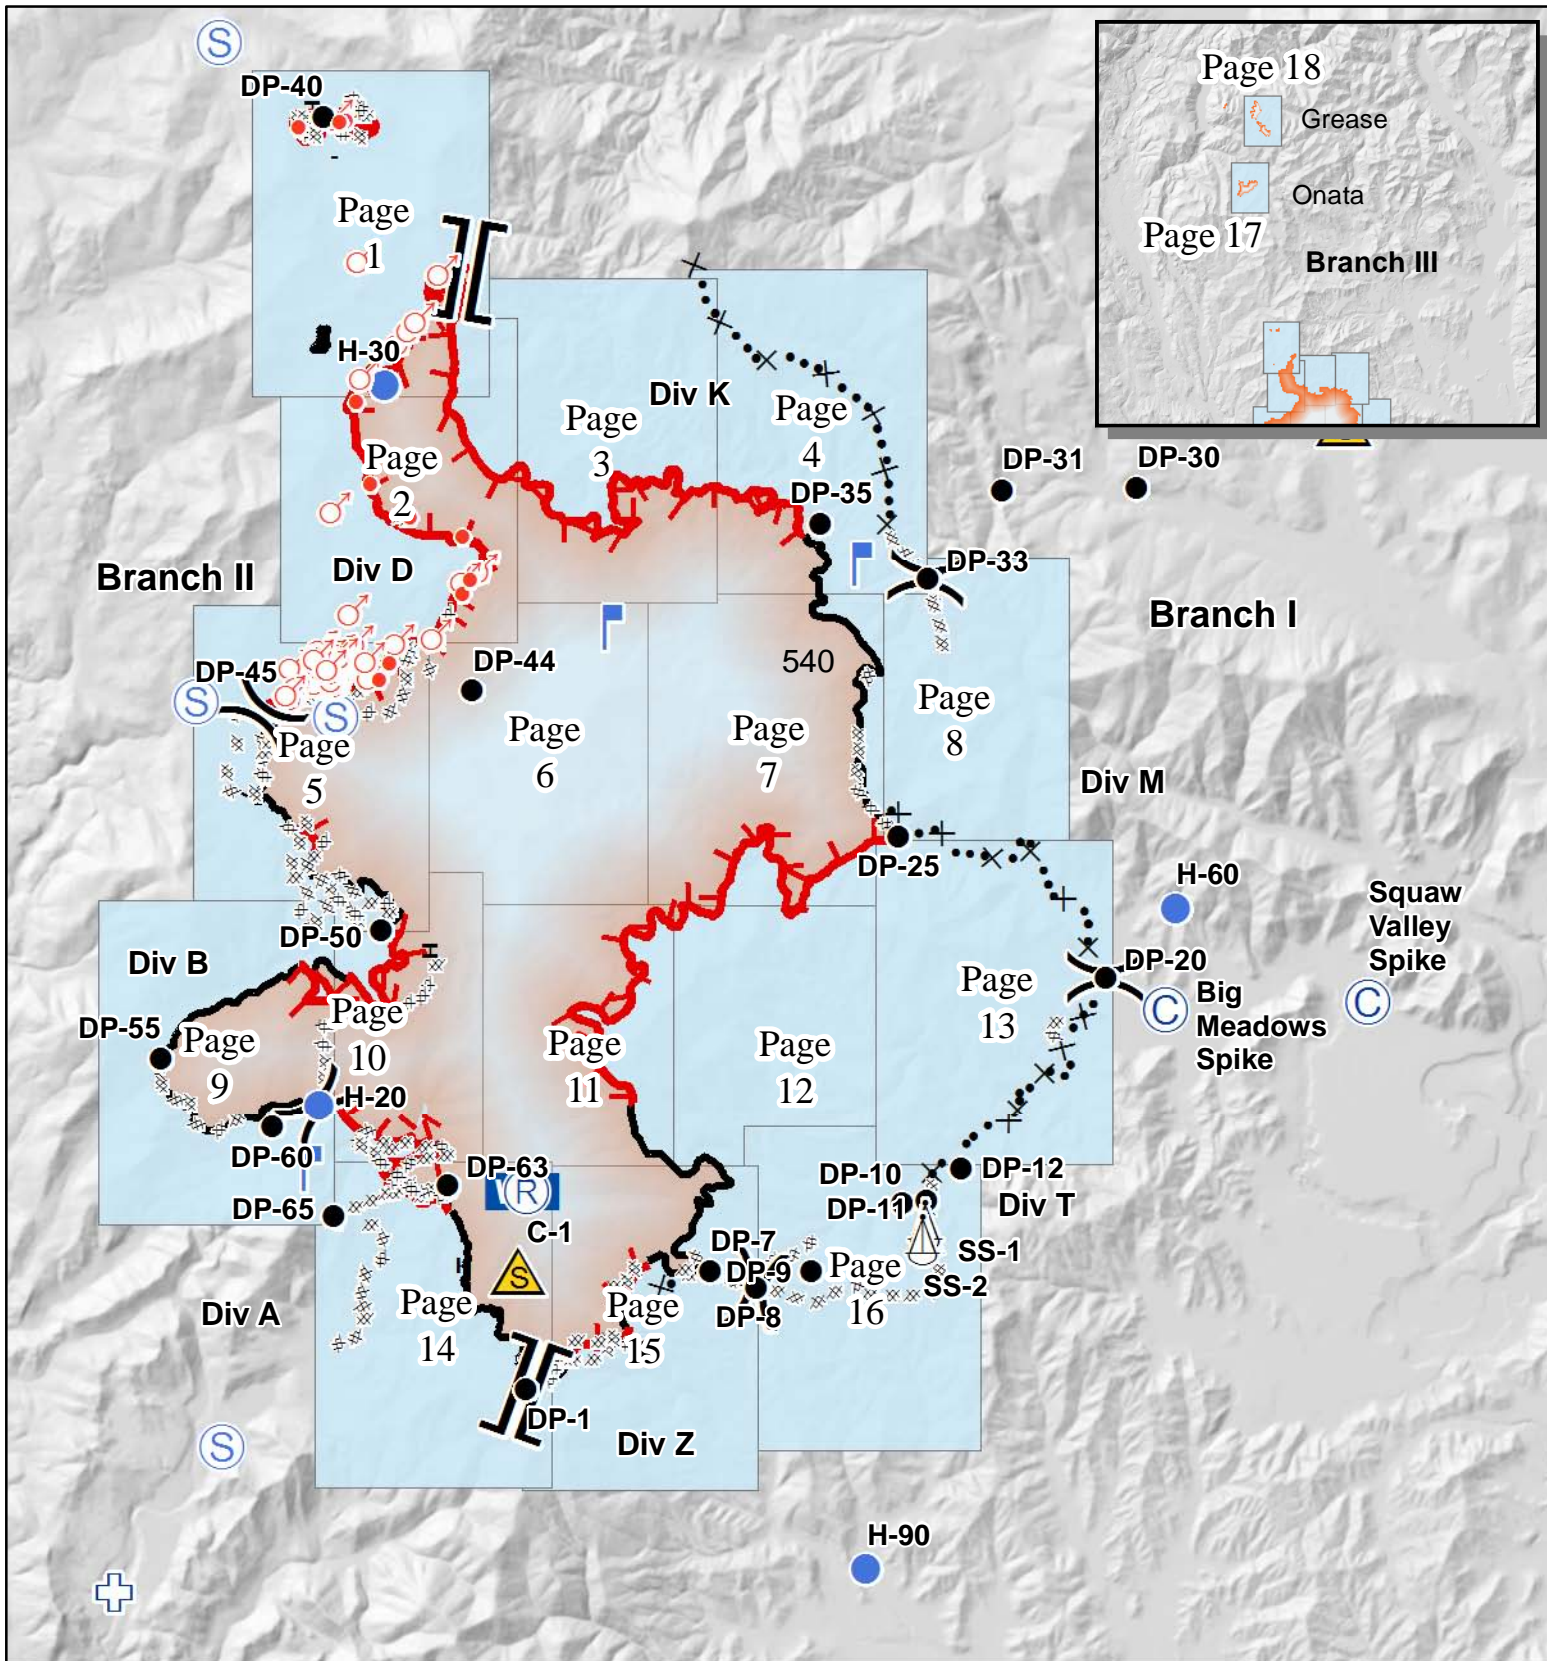 S
DP-40
Page 18
Grease
Onata
Page 17
Branch III
Page
1
H-30
Div K
Page
3
Page
4
Page
2
DP-35
DP-31
DP-30
S
DP-33
Branch II
Div D
Branch I
DP-45
DP-44
540
S
S
Page
5
Page
6
Page
7
Page
8
Div M
DP-25
H-60
Squaw
Valley
Spike
DP-50
H
Div B
DP-20
C
Big
Meadows
Spike
C
DP-55
Page
9
Page
10
Page
11
Page
12
Page
13
H-20
DP-60
DP-63
DP-65
R
C-1
S
DP-10
DP-12
DP-11
Div T
DP-7
DP-9
DP-8
SS-1
SS-2
Page
16
Div A
Page
14
Page
15
DP-1
Div Z
S
H-90